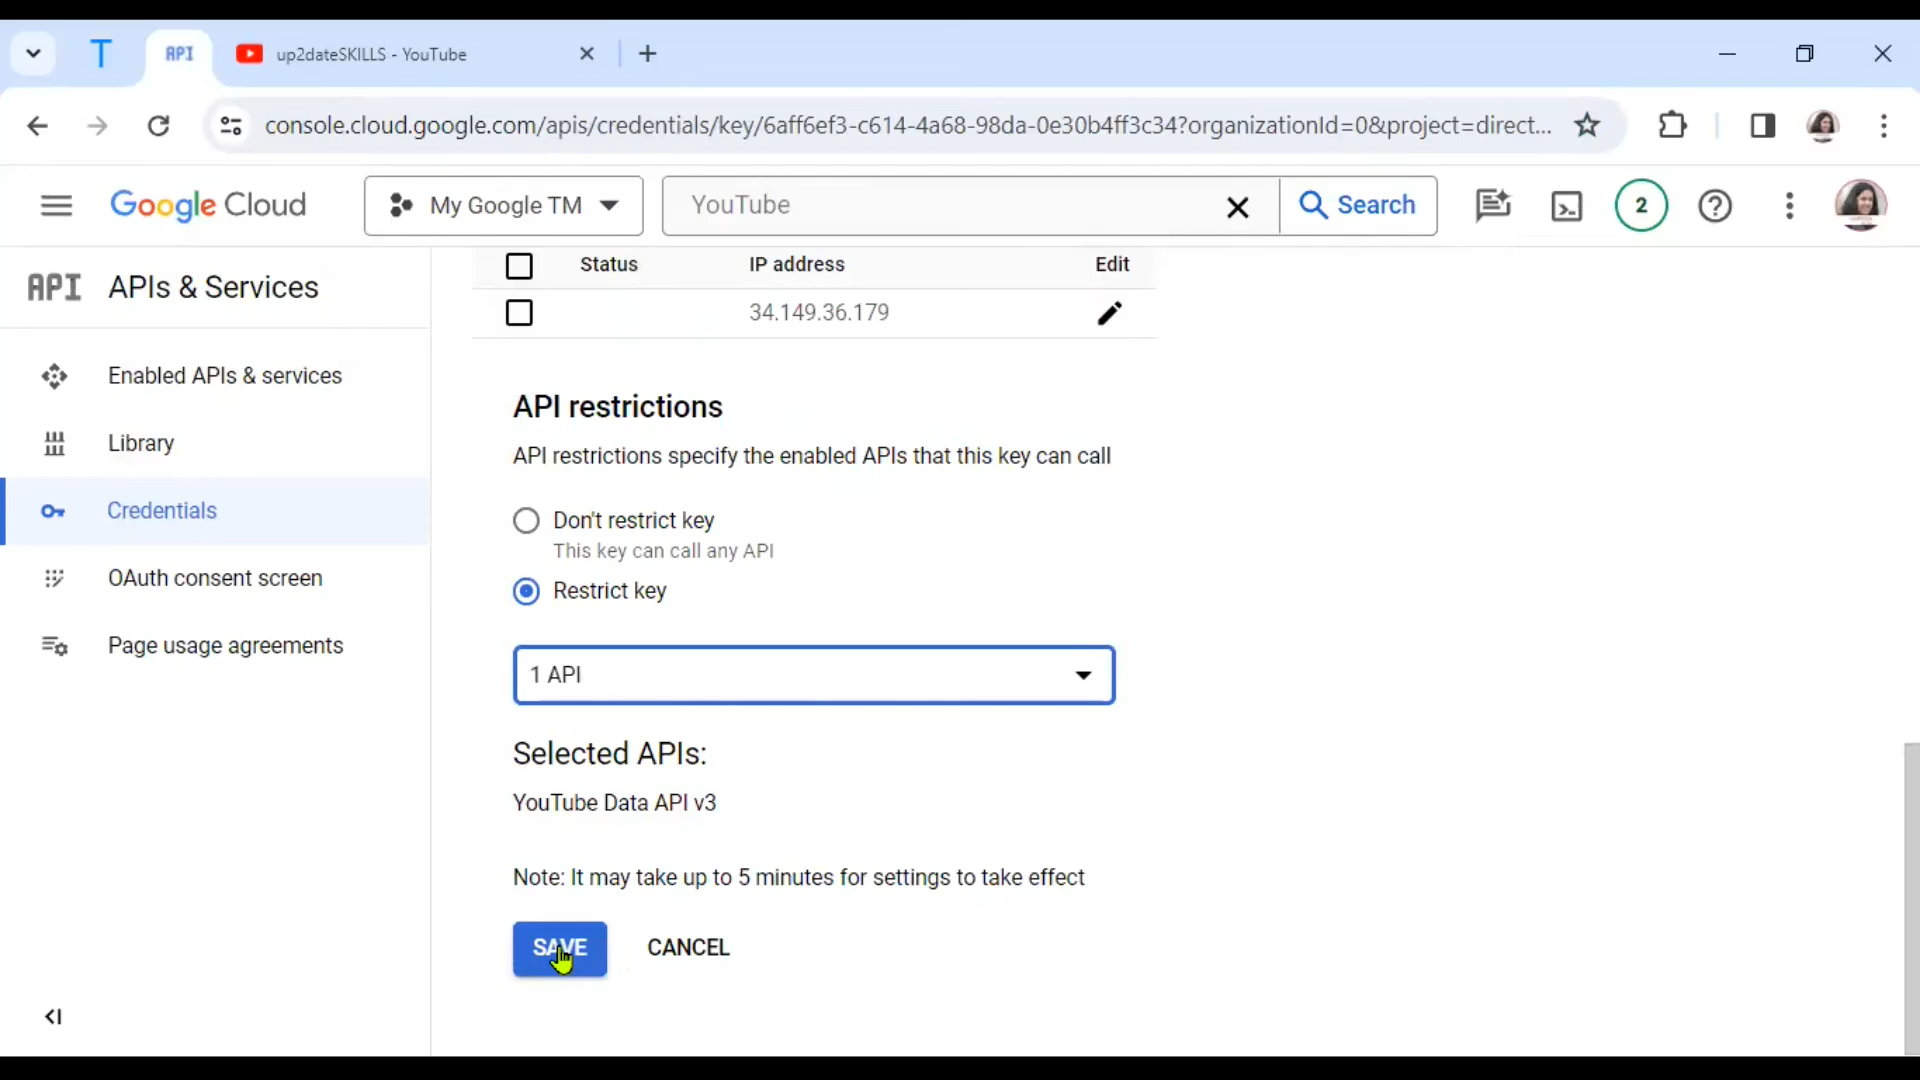 T
API
up2dateSKILLS - YouTube
console.cloud.google.com/apis/credentials/key/6aff6ef3-c614-4a68-98da-0e30b4ff3c34?organizationId=0&project=direct...
Google Cloud
My Google TM
YouTube
Search
2
API APIs & Services
Enabled APIs & services
Library
Credentials
OAuth consent screen
Page usage agreements
Status IP address Edit
34.149.36.179
API restrictions
API restrictions specify the enabled APIs that this key can call
Don't restrict key
This key can call any API
Restrict key
1 API
Selected APIs:
YouTube Data API v3
Note: It may take up to 5 minutes for settings to take effect
SAVE CANCEL